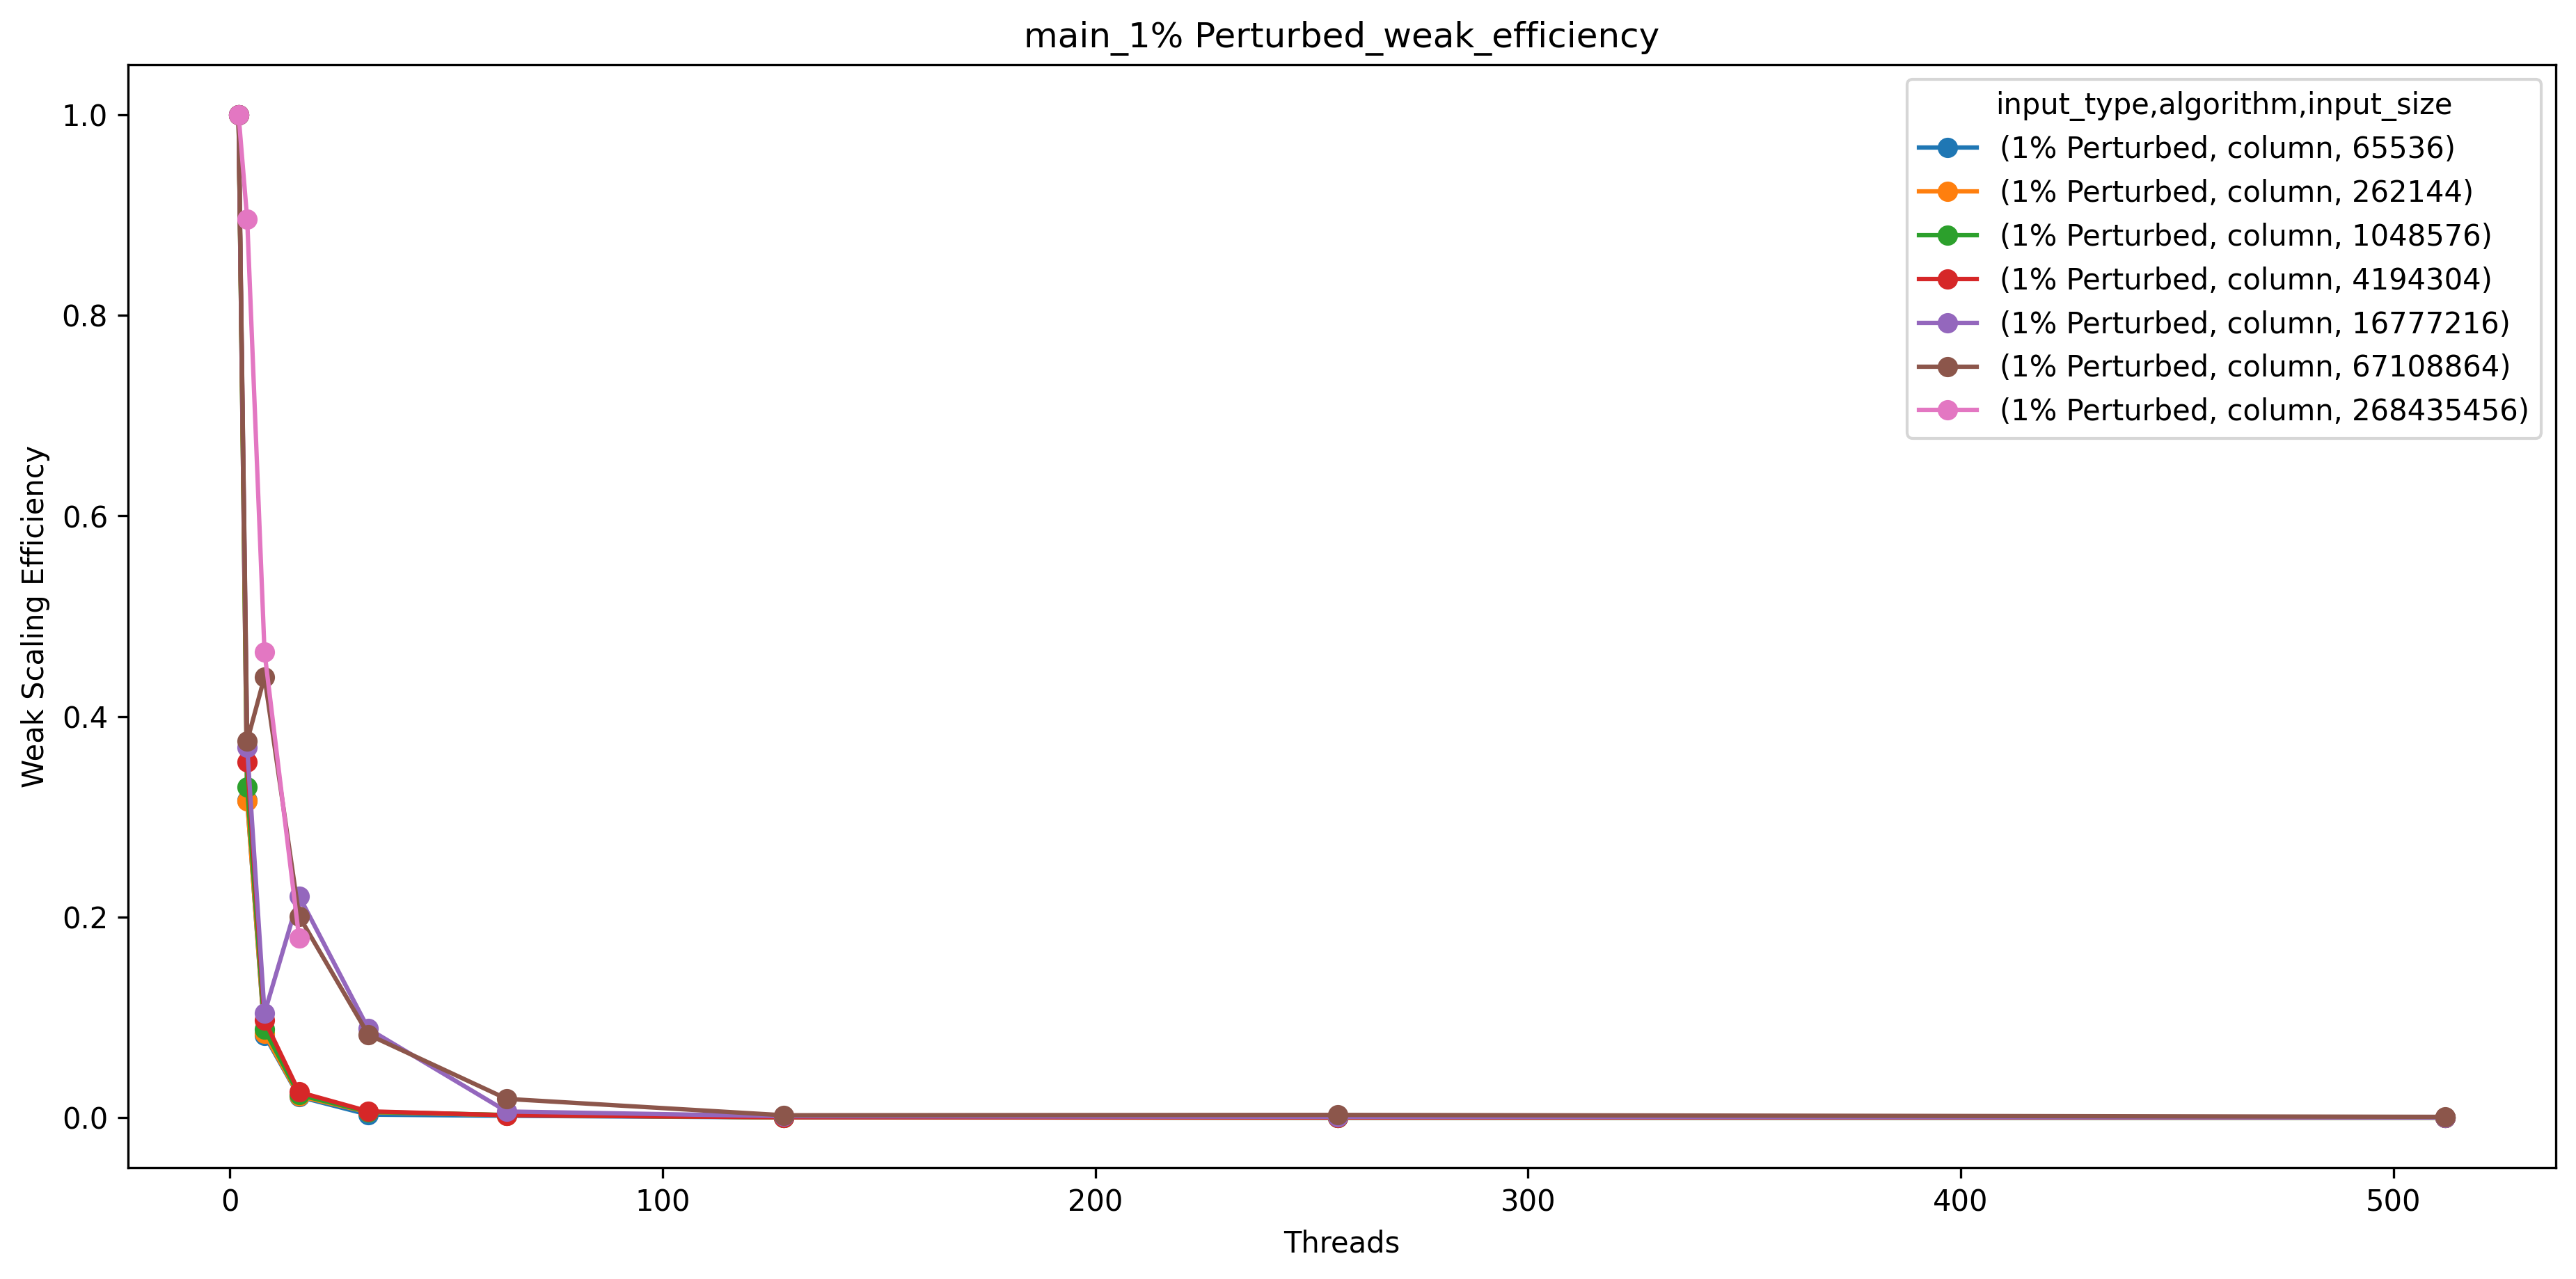 main_1% Perturbed_weak_efficiency
input_type,algorithm,input_size
(1% Perturbed, column, 65536)
(1% Perturbed, column, 262144)
(1% Perturbed, column, 1048576)
(1% Perturbed, column, 4194304)
(1% Perturbed, column, 16777216)
(1% Perturbed, column, 67108864)
(1% Perturbed, column, 268435456)
Weak Scaling Efficiency
1.0
0.8
0.6
0.4
0.2
0.0
0 100 200 300 400 500
Threads